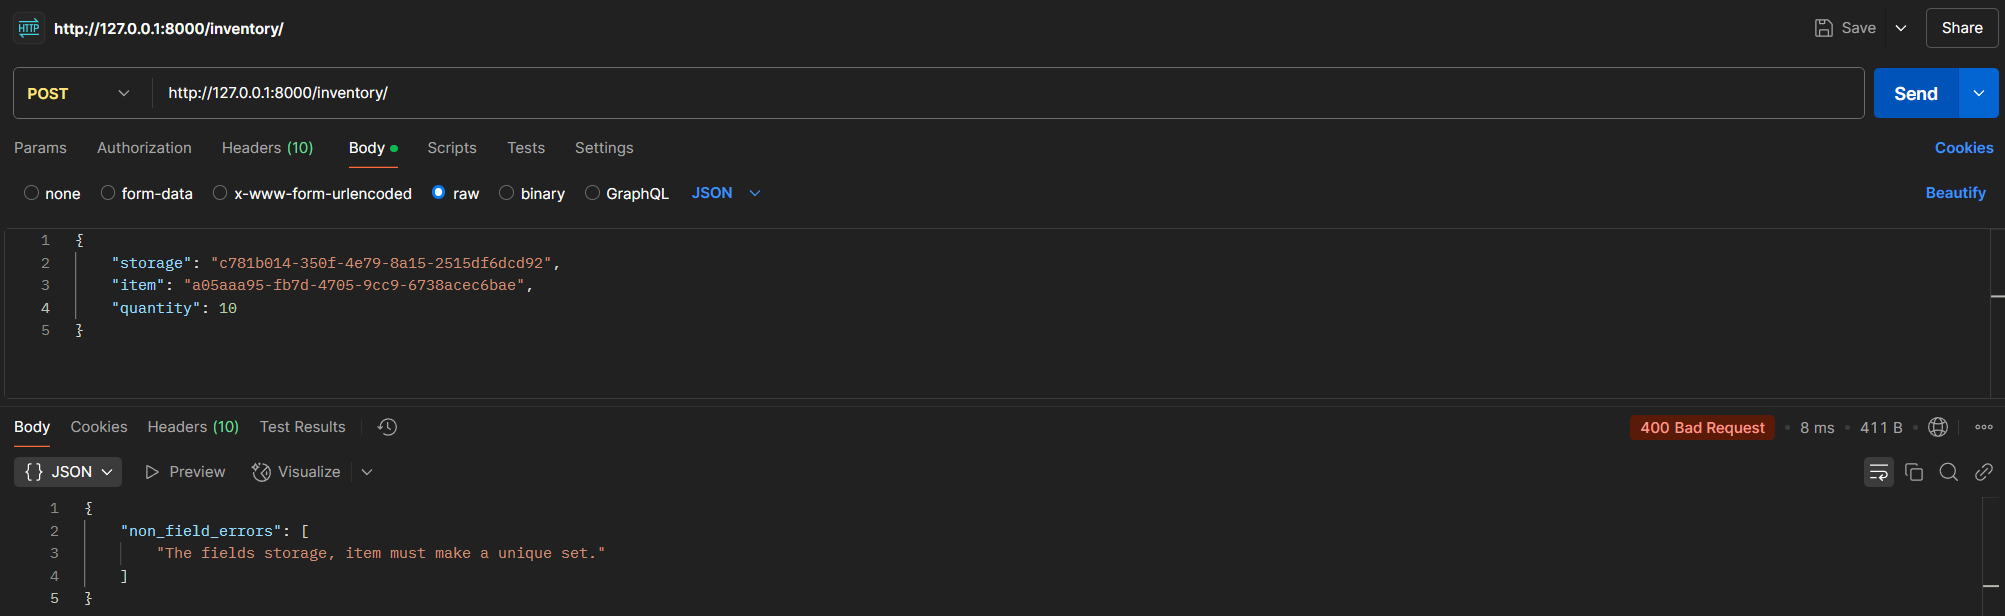 HTTP http://127.0.0.1:8000/inventory/ Save Share
POST http://127.0.0.1:8000/inventory/ Send
Params Authorization Headers (10) Body Scripts Tests Settings Cookies
none form-data x-www-form-urlencoded raw binary GraphQL JSON Beautify
1 {
2 "storage": "c781b014-350f-4e79-8a15-2515df6dcd92",
3 "item": "a05aaa95-fb7d-4705-9cc9-6738acec6bae",
4 "quantity": 10
5 }
Body Cookies Headers (10) Test Results 400 Bad Request • 8 ms • 411 B •
{} JSON Preview Visualize
1 {
2 "non_field_errors": [
3 "The fields storage, item must make a unique set."
4 ]
5 }